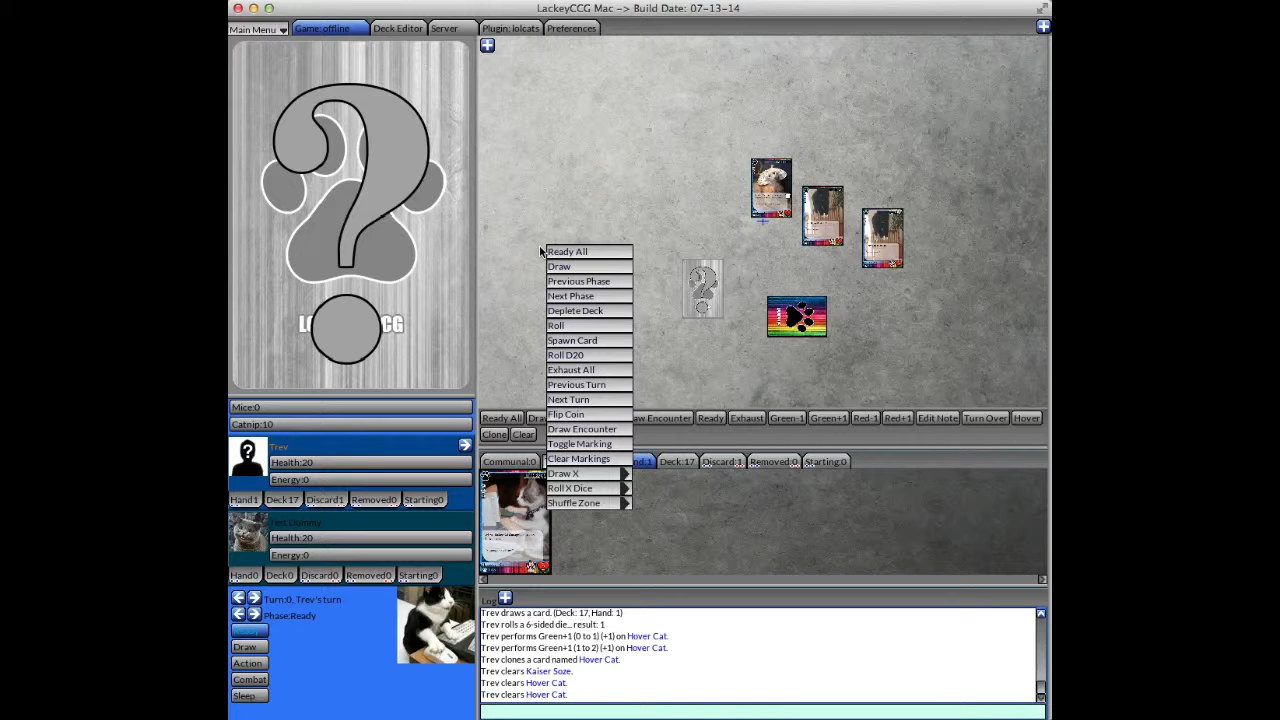 LackeyCCG Mac -> Build Date: 07-13-14
Main Menu
Game: offline
Deck Editor
Server
Plugin: lolcats
Preferences
Ready All
Draw
Previous Phase
Next Phase
Deplete Deck
Roll
Spawn Card
Roll D20
Exhaust All
Previous Turn
Next Turn
Flip Coin
Draw Encounter
Toggle Marking
Clear Markings
Draw X
Roll X Dice
Shuffle Zone
Mice:0
Catnip:10
Trev
Health:20
Energy:0
Hand1
Deck17
Discard1
Removed0
Starting0
Test Dummy
Health:20
Energy:0
Hand0
Deck0
Discard0
Removed0
Starting0
Turn:0, Trev's turn
Phase:Ready
Draw
Action
Combat
Sleep
Ready All
Ready
Exhaust
Green-1
Green+1
Red-1
Red+1
Edit Note
Turn Over
Hover
Clone
Clear
Communal:0
Deck:17
Discard:1
Removed:0
Starting:0
Log
Trev draws a card. (Deck: 17, Hand: 1)
Trev rolls a 6-sided die... result: 1
Trev performs Green+1 (0 to 1) (+1) on Hover Cat.
Trev performs Green+1 (1 to 2) (+1) on Hover Cat.
Trev clones a card named Hover Cat.
Trev clears Kaiser Soze.
Trev clears Hover Cat.
Trev clears Hover Cat.